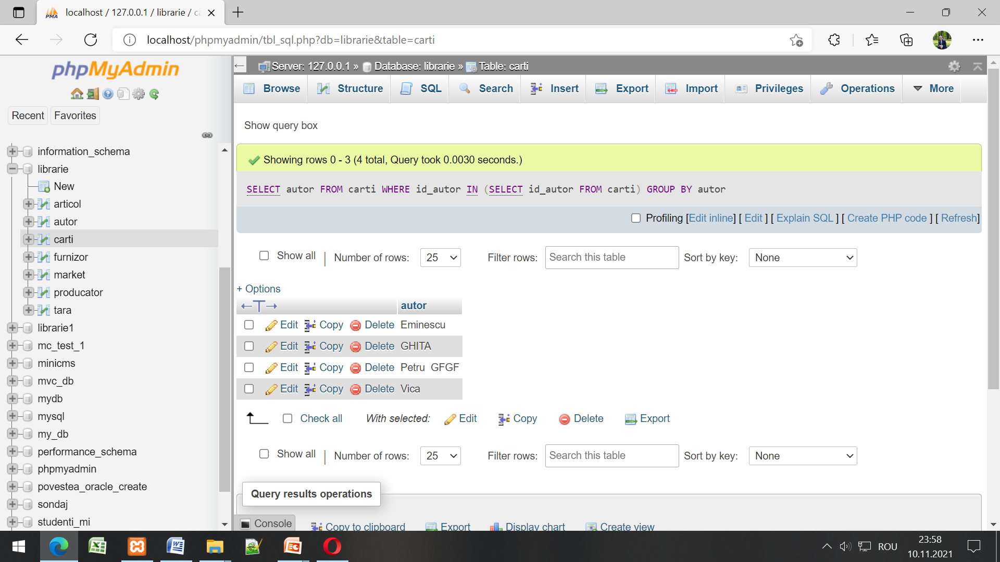 localhost / 127.0.0.1 / librarie / ca
localhost/phpmyadmin/tbl_sql.php?db=librarie&table=carti
phpMyAdmin
Recent Favorites
information_schema
librarie
New
articol
autor
carti
furnizor
market
producator
tara
librarie1
mc_test_1
minicms
mvc_db
mydb
mysql
my_db
performance_schema
phpmyadmin
povestea_oracle_create
sondaj
studenti_mi
Server: 127.0.0.1 » Database: librarie » Table: carti
Browse Structure SQL Search Insert Export Import Privileges Operations More
Show query box
Showing rows 0 - 3 (4 total, Query took 0.0030 seconds.)
SELECT autor FROM carti WHERE id_autor IN (SELECT id_autor FROM carti) GROUP BY autor
Profiling [Edit inline] [ Edit ] [ Explain SQL ] [ Create PHP code ] [ Refresh]
Show all | Number of rows: 25 Filter rows: Search this table Sort by key: None
+ Options
←T→ autor
Edit Copy Delete Eminescu
Edit Copy Delete GHITA
Edit Copy Delete Petru GFGF
Edit Copy Delete Vica
Check all With selected: Edit Copy Delete Export
Show all | Number of rows: 25 Filter rows: Search this table Sort by key: None
Query results operations
Console Copy to clipboard Export Display chart Create view
ROU 23:58
10.11.2021